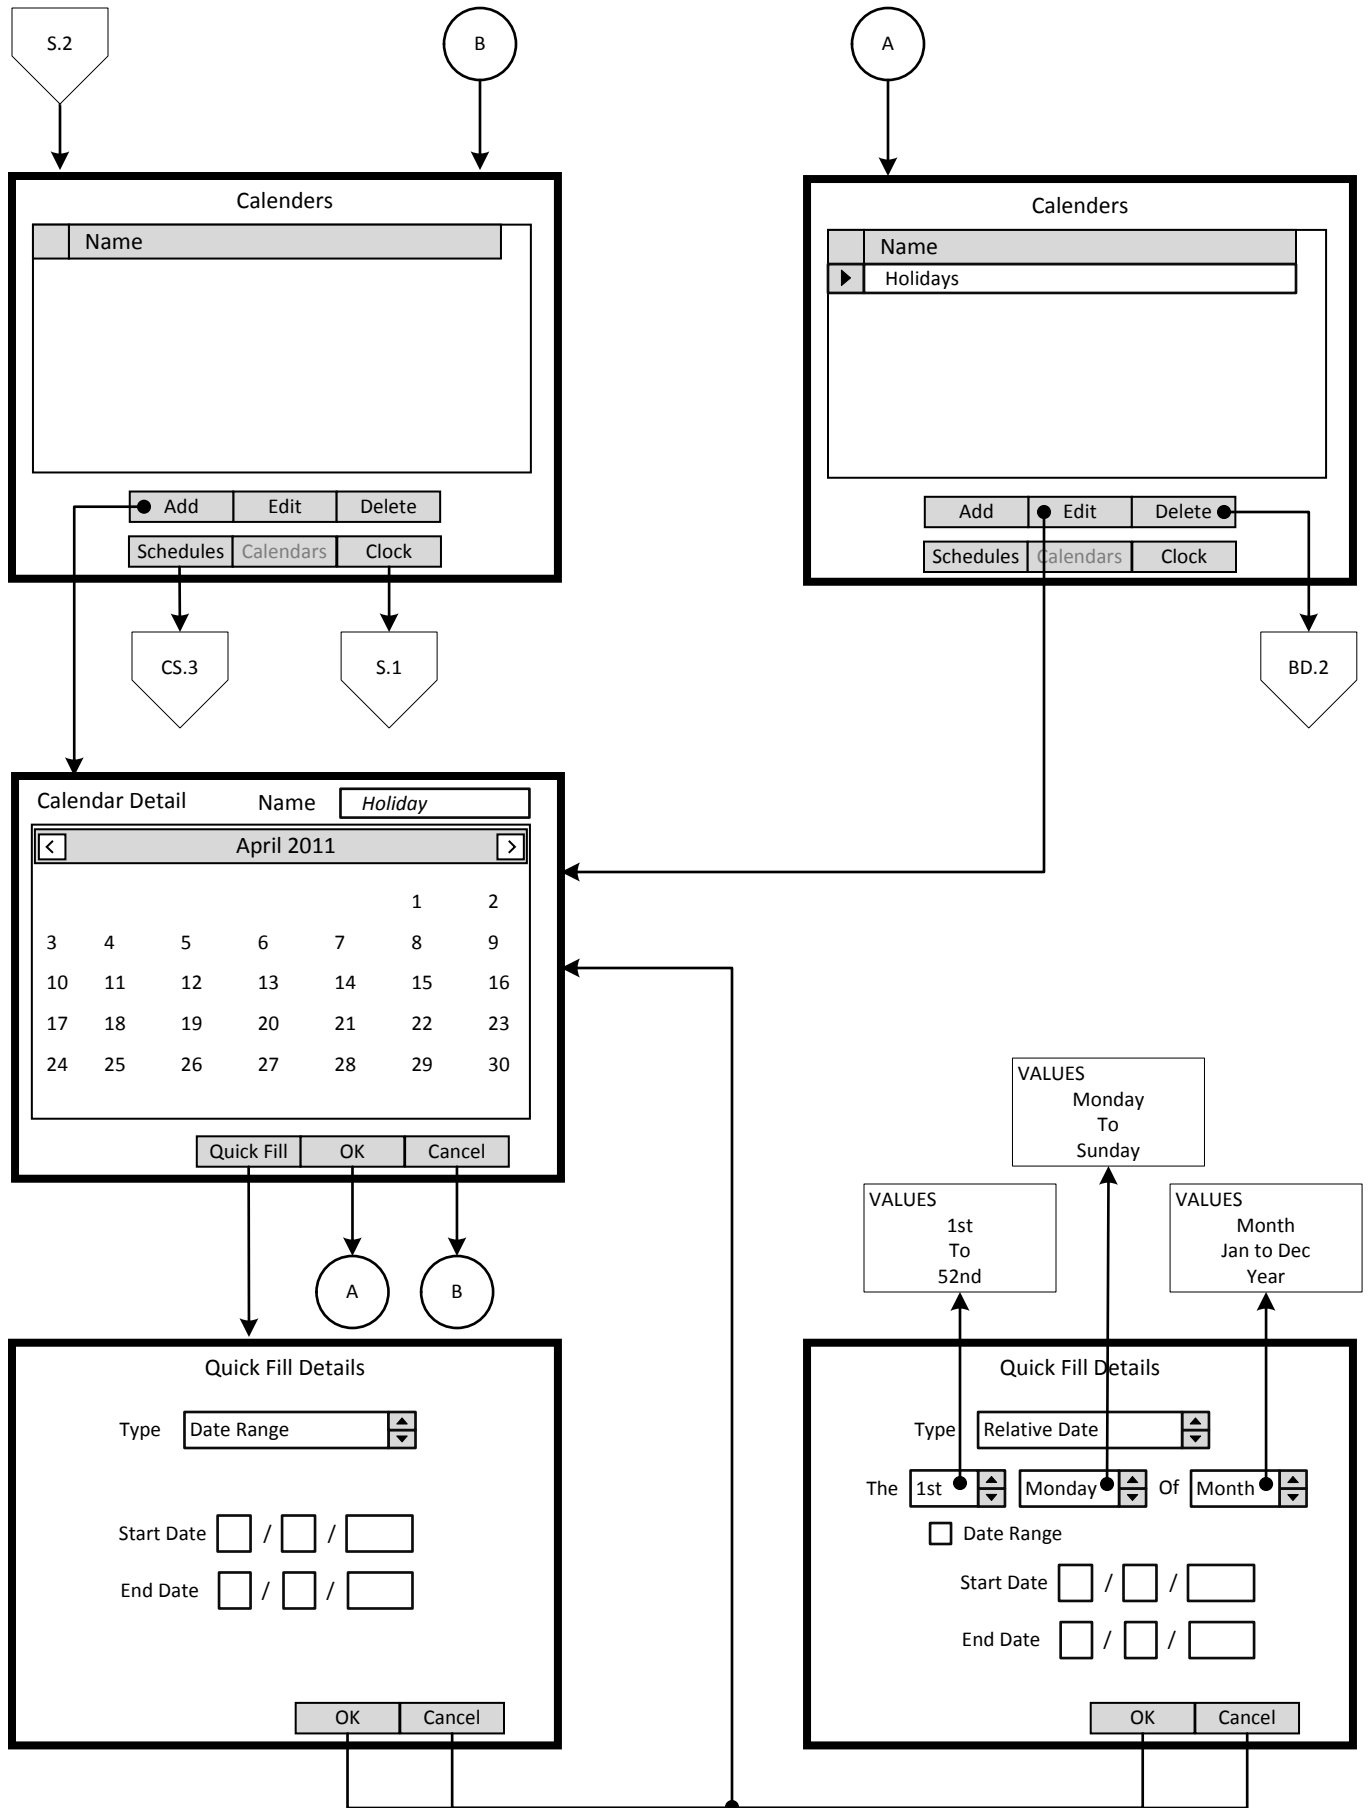 S.2
B
A
Calenders
Name
Add Edit Delete
Schedules Calendars Clock
CS.3
S.1
Calenders
Name
Holidays
Add Edit Delete
Schedules Calendars Clock
BD.2
Calendar Detail Name Holiday
< April 2011 >
1 2
3 4 5 6 7 8 9
10 11 12 13 14 15 16
17 18 19 20 21 22 23
24 25 26 27 28 29 30
Quick Fill OK Cancel
A
B
VALUES
Monday
To
Sunday
VALUES
1st
To
52nd
VALUES
Month
Jan to Dec
Year
Quick Fill Details
Type Date Range
Start Date / /
End Date / /
OK Cancel
Quick Fill Details
Type Relative Date
The 1st Monday Of Month
Date Range
Start Date / /
End Date / /
OK Cancel